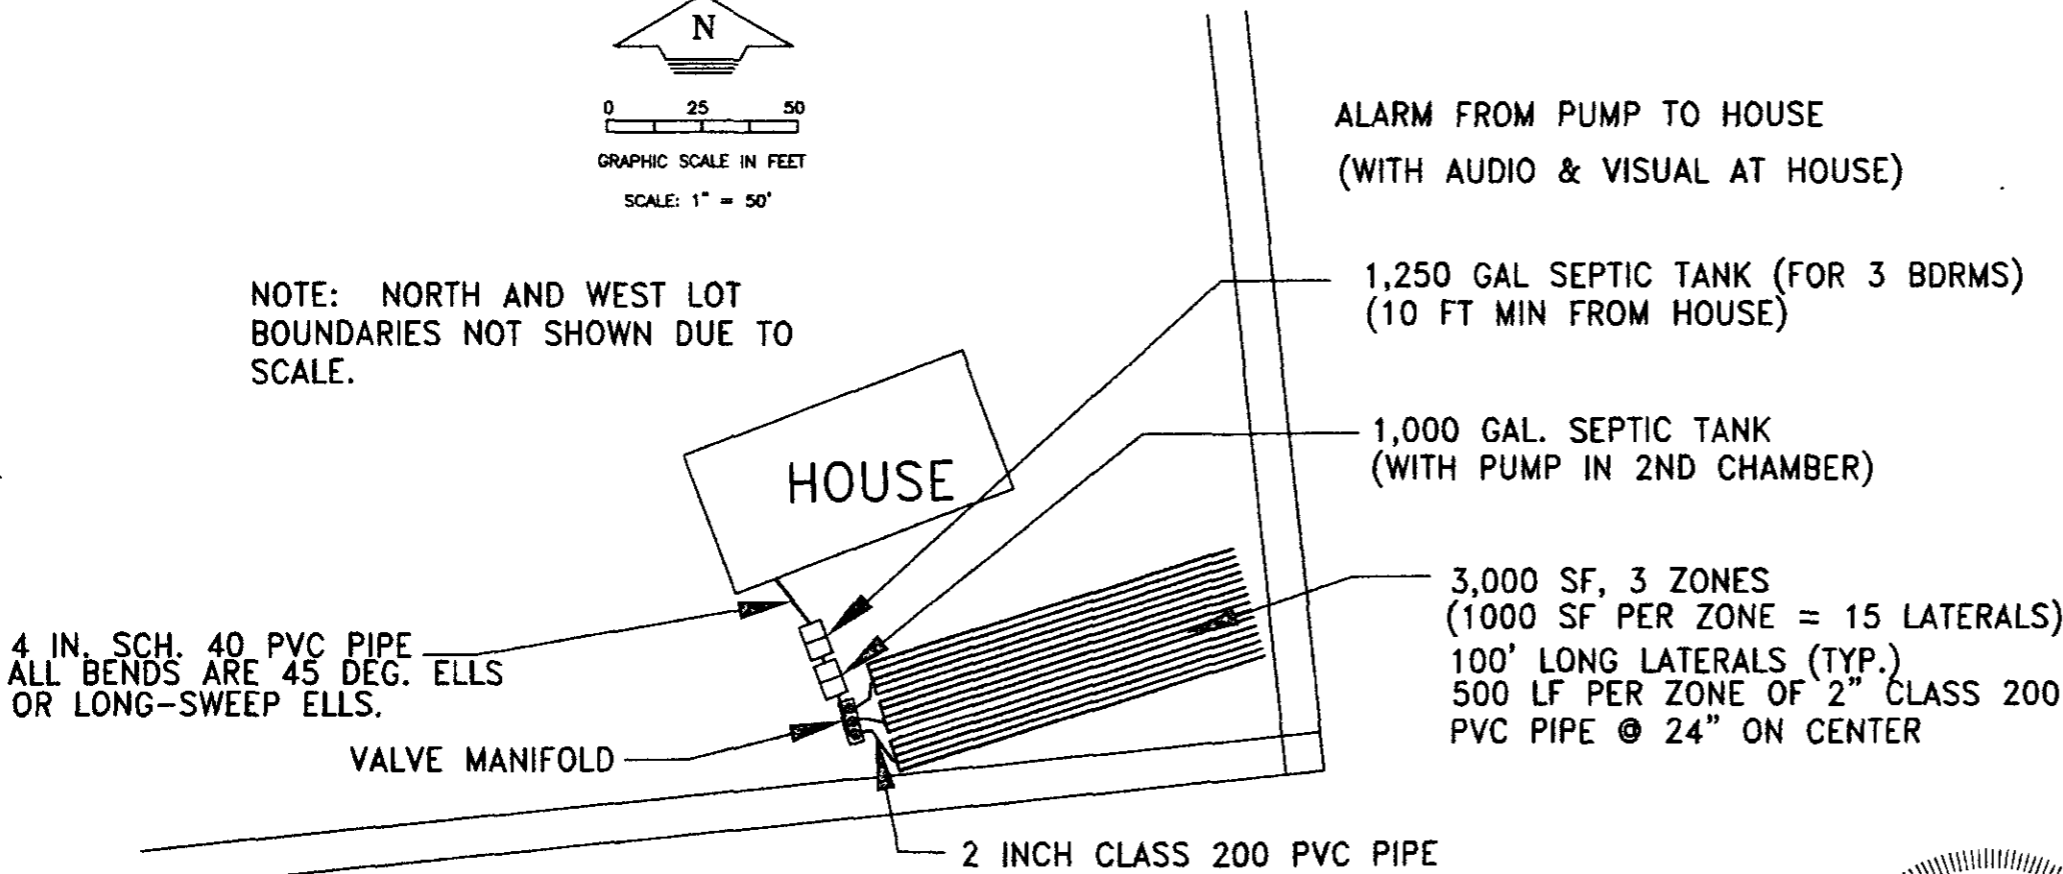 N
0 25 50
GRAPHIC SCALE IN FEET
SCALE: 1" = 50'
ALARM FROM PUMP TO HOUSE
(WITH AUDIO & VISUAL AT HOUSE)
NOTE: NORTH AND WEST LOT
BOUNDARIES NOT SHOWN DUE TO
SCALE.
1,250 GAL SEPTIC TANK (FOR 3 BDRMS)
(10 FT MIN FROM HOUSE)
1,000 GAL. SEPTIC TANK
(WITH PUMP IN 2ND CHAMBER)
HOUSE
3,000 SF, 3 ZONES
(1000 SF PER ZONE = 15 LATERALS)
100' LONG LATERALS (TYP.)
500 LF PER ZONE OF 2" CLASS 200
PVC PIPE @ 24" ON CENTER
4 IN. SCH. 40 PVC PIPE
ALL BENDS ARE 45 DEG. ELLS
OR LONG-SWEEP ELLS.
VALVE MANIFOLD
2 INCH CLASS 200 PVC PIPE